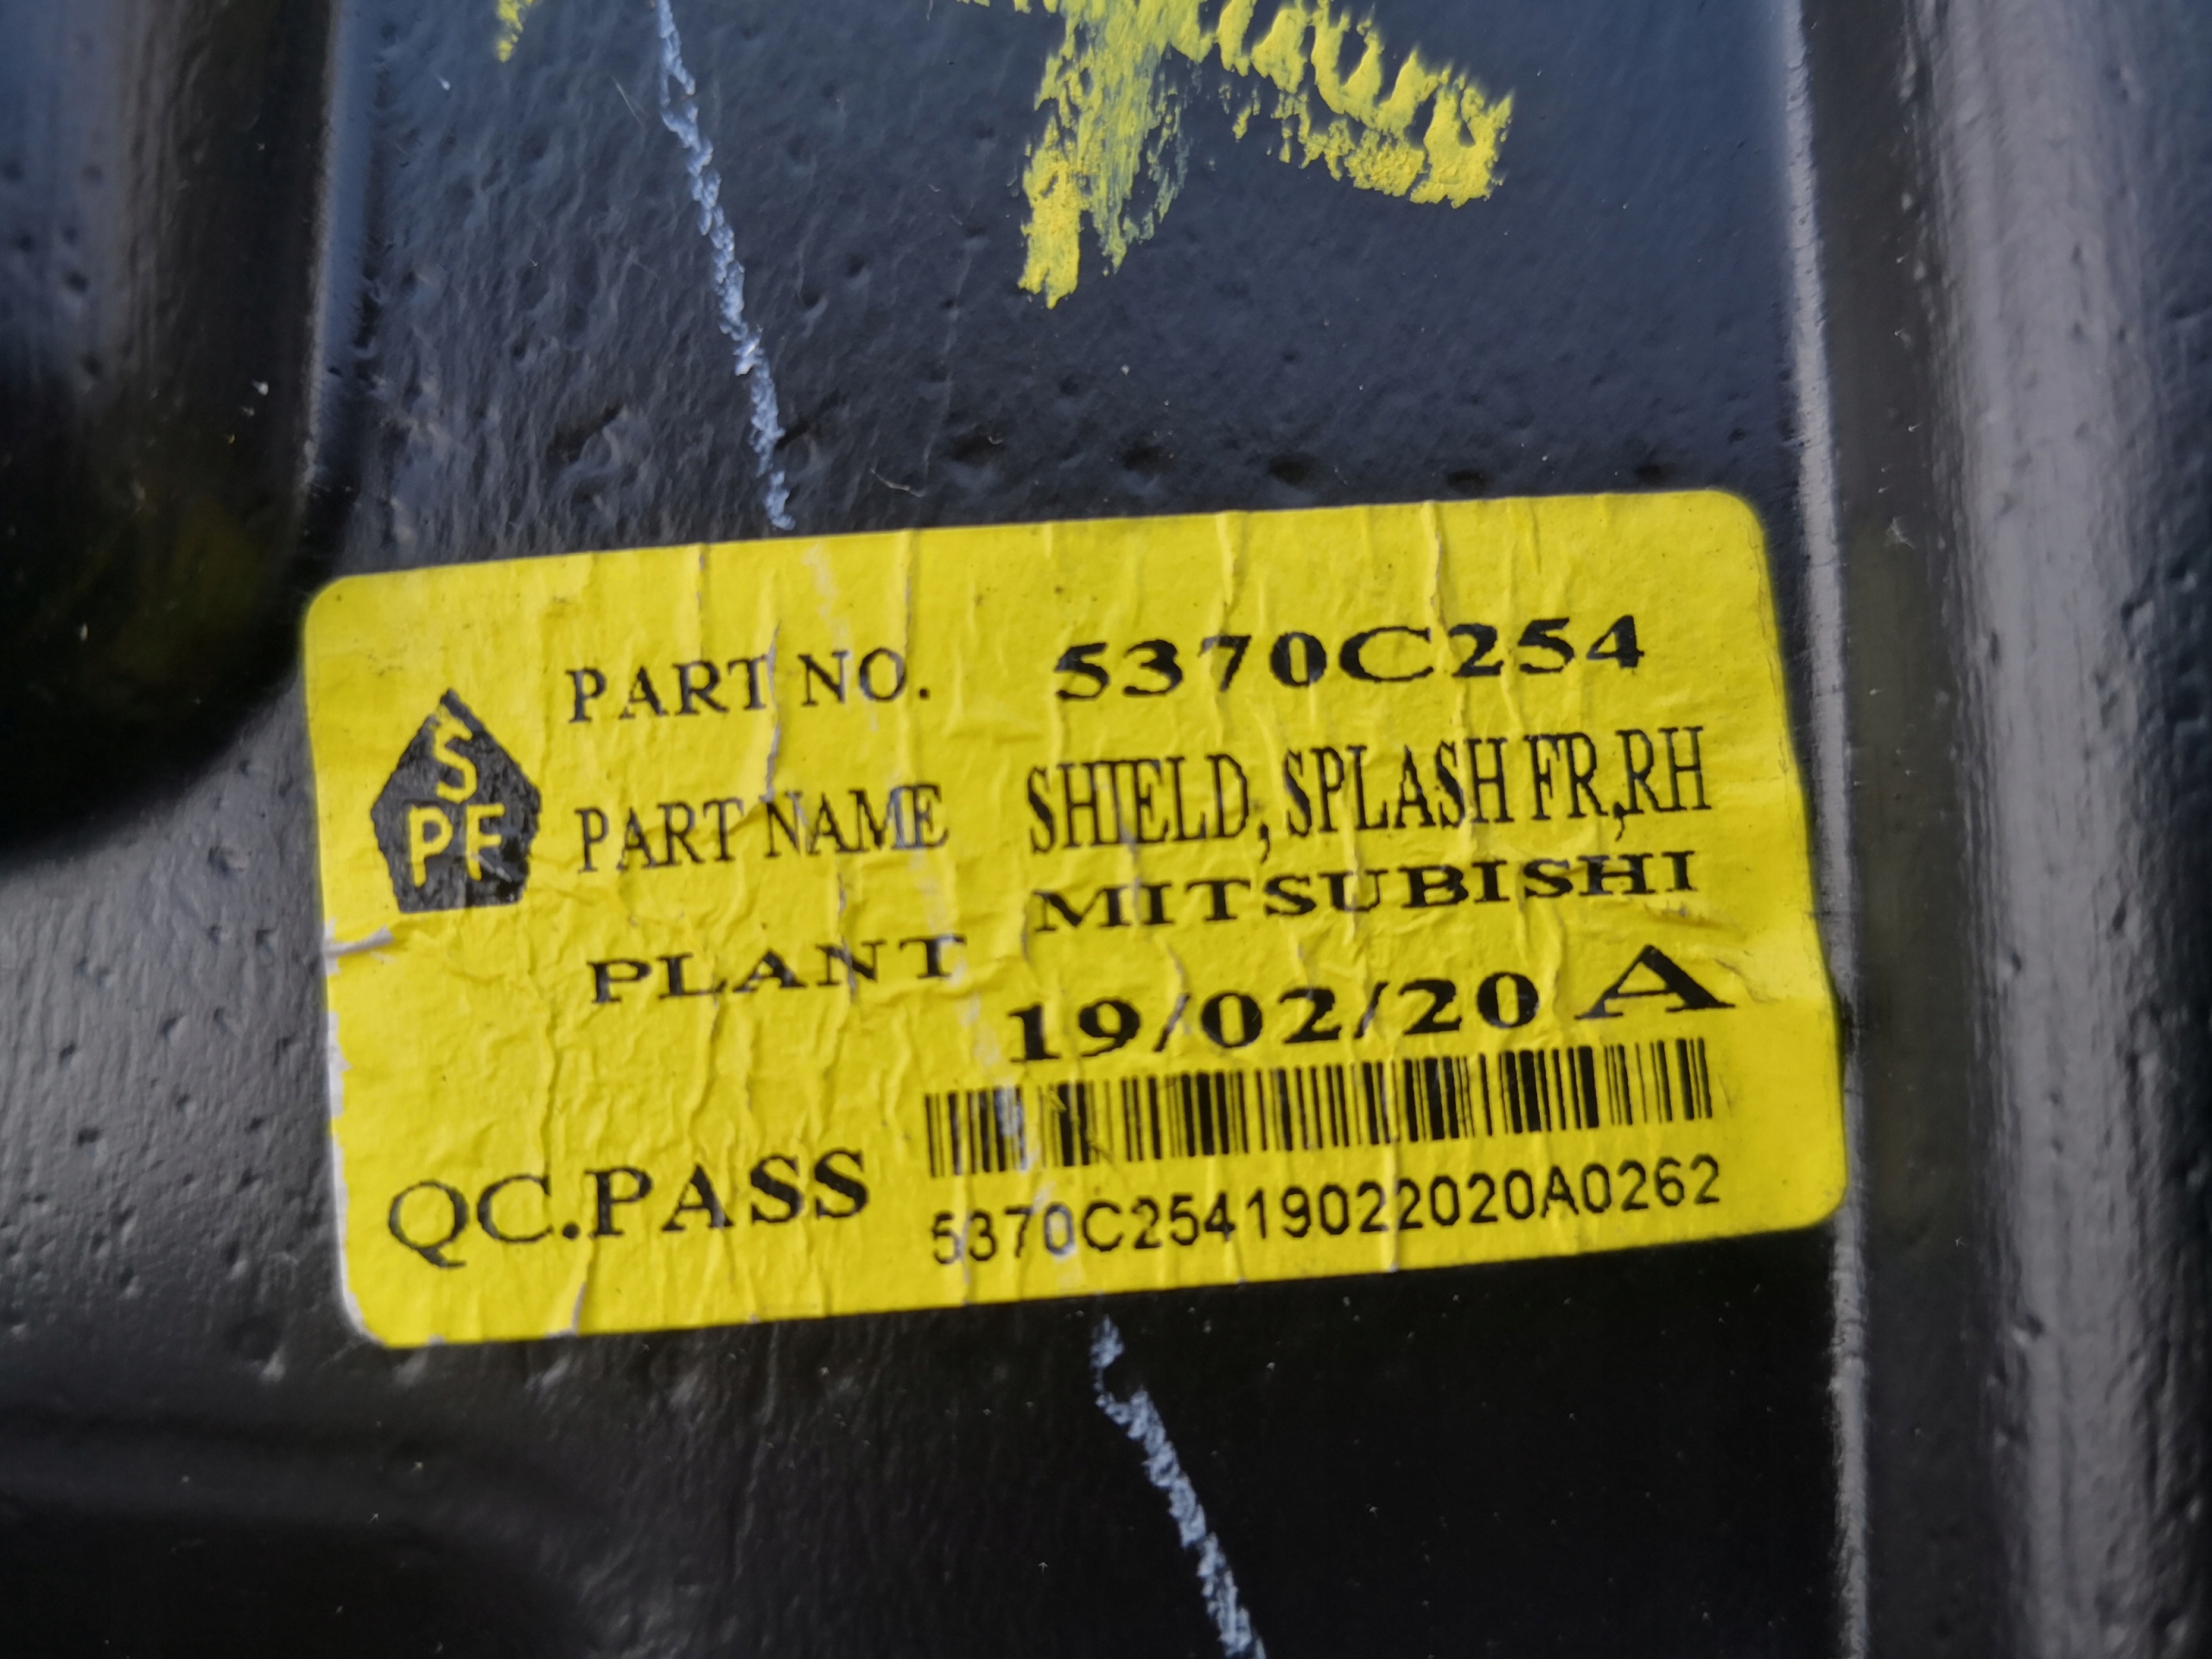 PART NO. 5370C254
S
PF
PART NAME SHIELD, SPLASH FR,RH
PLANT MITSUBISHI
19/02/20 A
QC.PASS
5370C25419022020A0262